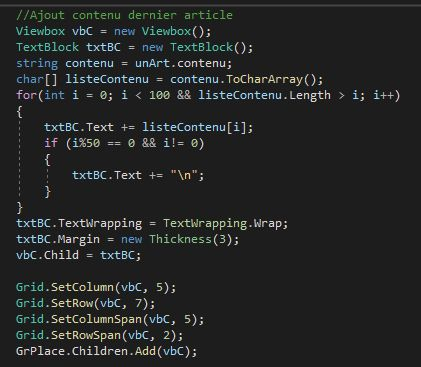 //Ajout contenu dernier article
Viewbox vbC = new Viewbox();
TextBlock txtBC = new TextBlock();
string contenu = unArt.contenu;
char[] listeContenu = contenu.ToCharArray();
for(int i = 0; i < 100 && listeContenu.Length > i; i++)
{
    txtBC.Text += listeContenu[i];
    if (i%50 == 0 && i!= 0)
    {
        txtBC.Text += "\n";
    }
}
txtBC.TextWrapping = TextWrapping.Wrap;
txtBC.Margin = new Thickness(3);
vbC.Child = txtBC;

Grid.SetColumn(vbC, 5);
Grid.SetRow(vbC, 7);
Grid.SetColumnSpan(vbC, 5);
Grid.SetRowSpan(vbC, 2);
GrPlace.Children.Add(vbC);